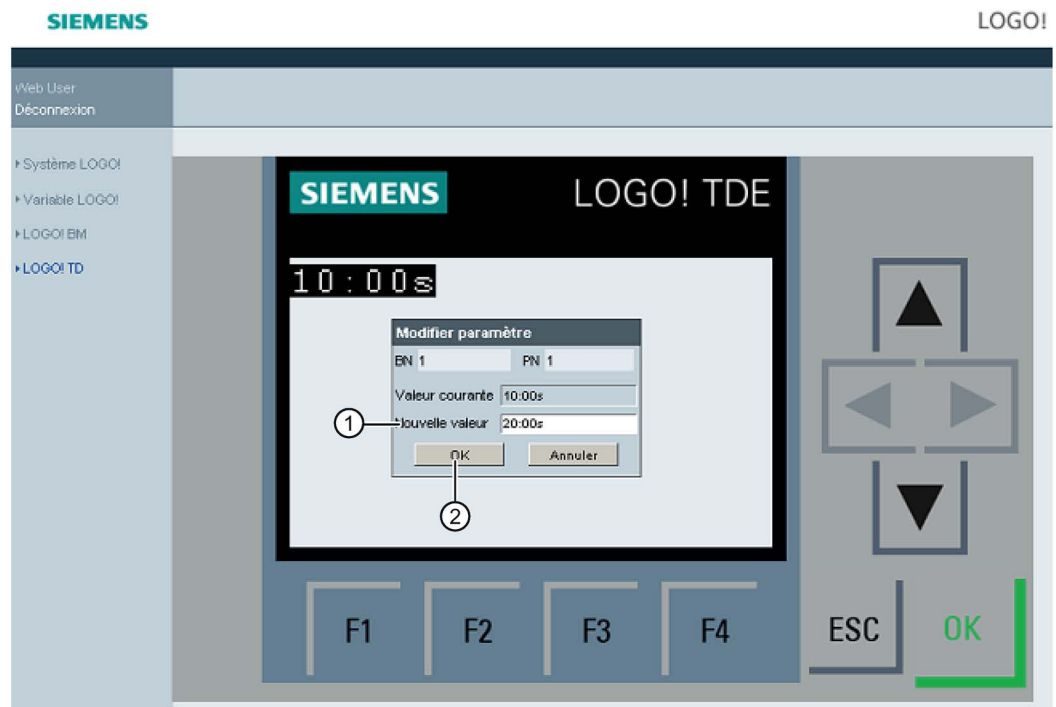 SIEMENS
LOGO!
Web User
Déconnexion
Système LOGO!
Variable LOGO!
LOGO! BM
LOGO! TD
SIEMENS
LOGO! TDE
10:00s
Modifier paramètre
BN 1 PN 1
Valeur courante 10:00s
1 Nouvelle valeur 20:00s
OK Annuler
2
F1 F2 F3 F4 ESC OK